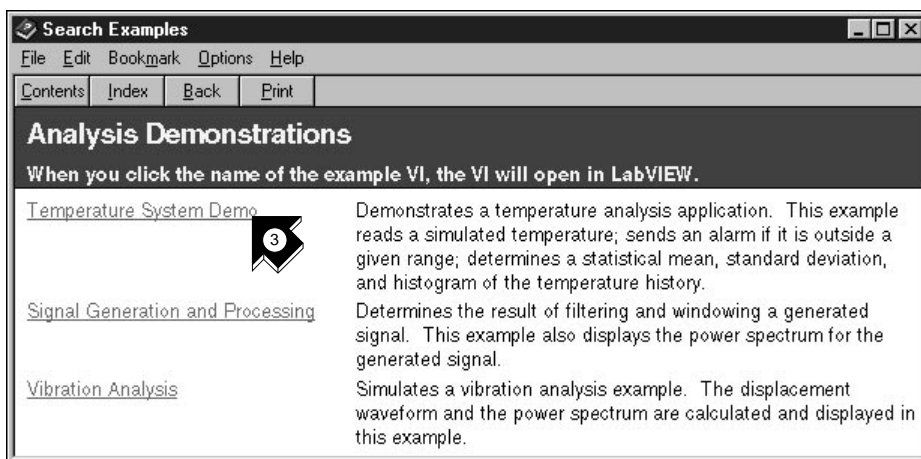 Search Examples
File Edit Bookmark Options Help
Contents Index Back Print
Analysis Demonstrations
When you click the name of the example VI, the VI will open in LabVIEW.
Temperature System Demo
3
Demonstrates a temperature analysis application. This example
reads a simulated temperature; sends an alarm if it is outside a
given range; determines a statistical mean, standard deviation,
and histogram of the temperature history.
Signal Generation and Processing
Determines the result of filtering and windowing a generated
signal. This example also displays the power spectrum for the
generated signal.
Vibration Analysis
Simulates a vibration analysis example. The displacement
waveform and the power spectrum are calculated and displayed in
this example.